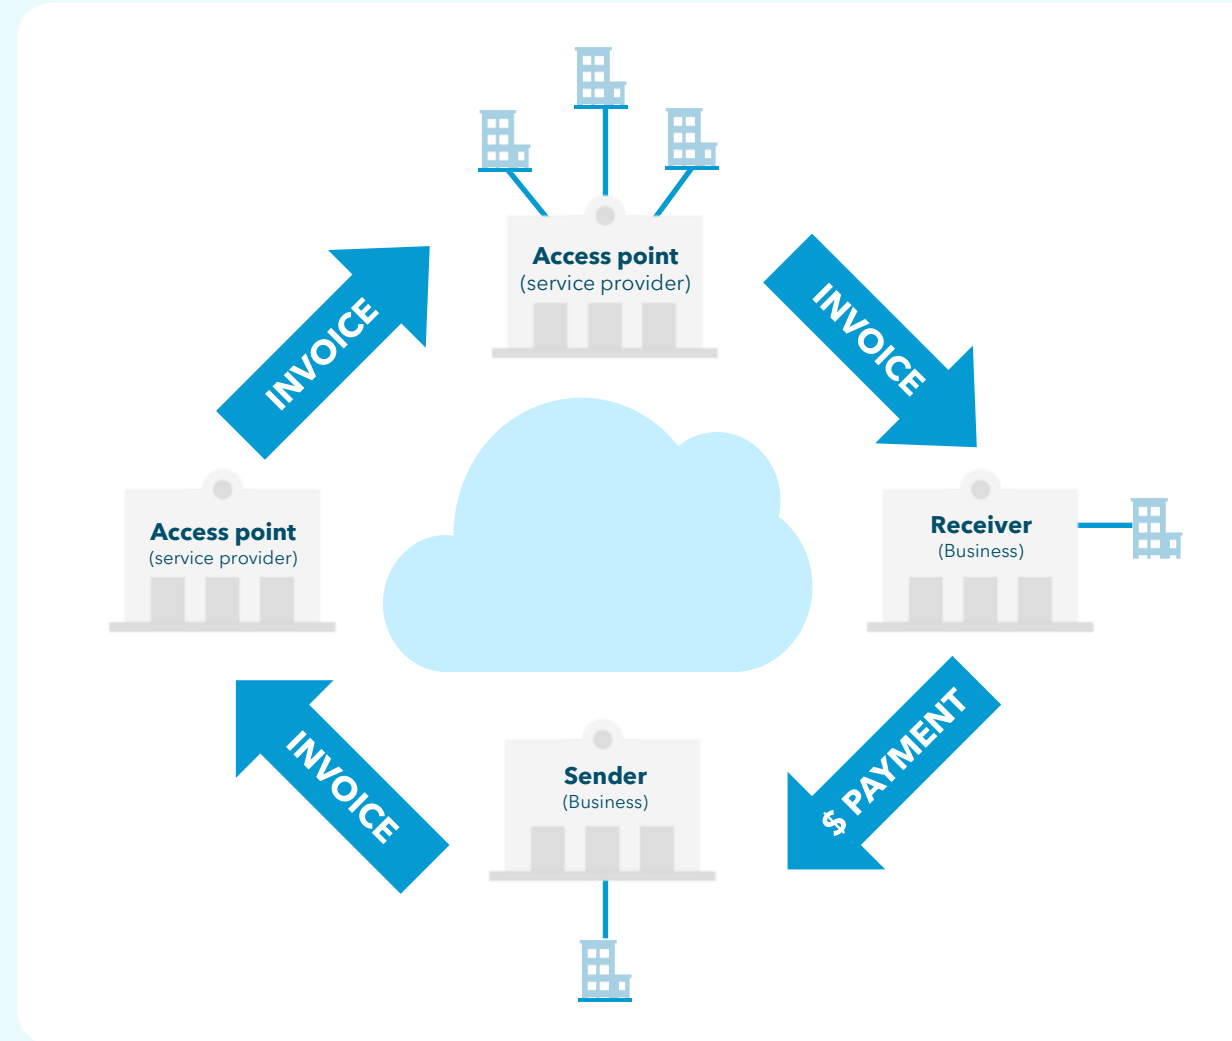 Access point
(service provider)
INVOICE
INVOICE
Access point
(service provider)
Receiver
(Business)
INVOICE
$ PAYMENT
Sender
(Business)